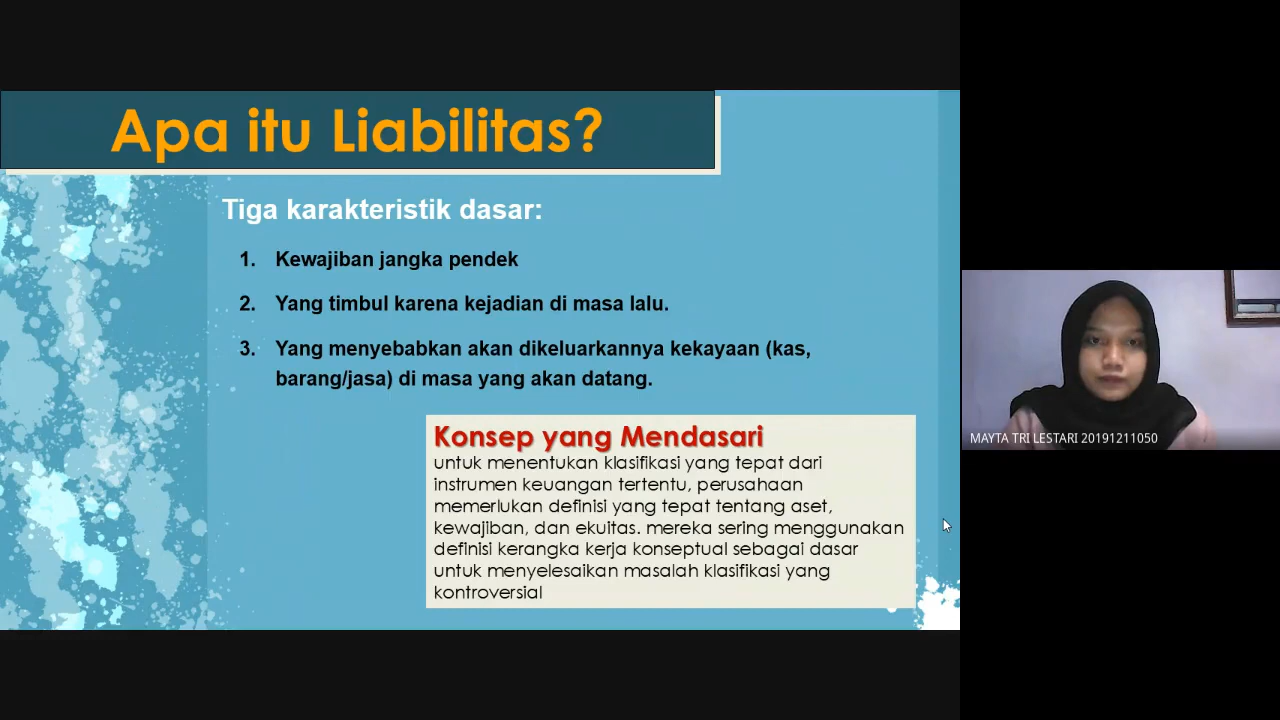 Apa itu Liabilitas?
Tiga karakteristik dasar:
1. Kewajiban jangka pendek
2. Yang timbul karena kejadian di masa lalu.
3. Yang menyebabkan akan dikeluarkannya kekayaan (kas,
barang/jasa) di masa yang akan datang.
Konsep yang Mendasari
untuk menentukan klasifikasi yang tepat dari
instrumen keuangan tertentu, perusahaan
memerlukan definisi yang tepat tentang aset,
kewajiban, dan ekuitas. mereka sering menggunakan
definisi kerangka kerja konseptual sebagai dasar
untuk menyelesaikan masalah klasifikasi yang
kontroversial
MAYTA TRI LESTARI 20191211050